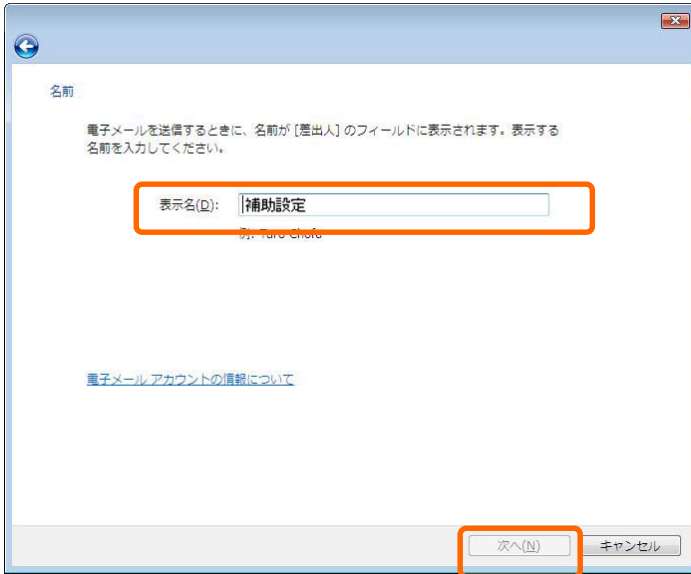 名前
電子メールを送信するときに、名前が [差出人] のフィールドに表示されます。表示する
名前を入力してください。
表示名(D): 補助設定
例: Taro Chofu
電子メール アカウントの情報について
次へ(N) キャンセル